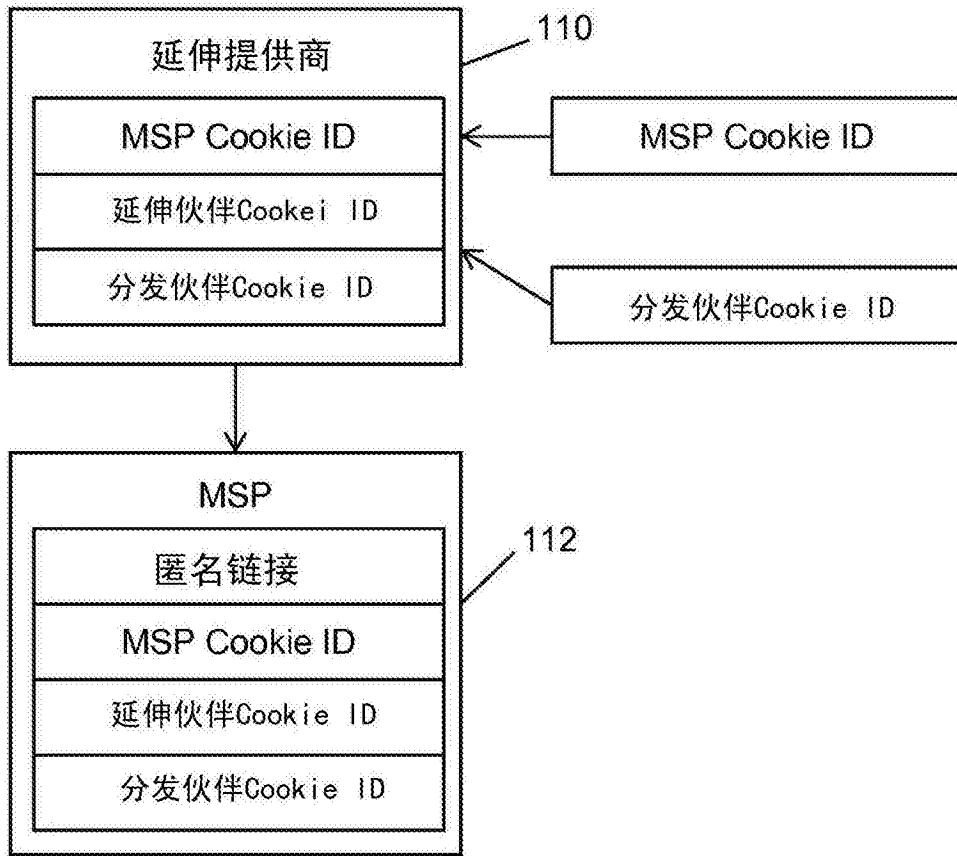 110
延伸提供商
MSP Cookie ID
MSP Cookie ID
延伸伙伴Cookei ID
分发伙伴Cookie ID
分发伙伴Cookie ID
MSP
112
匿名链接
MSP Cookie ID
延伸伙伴Cookie ID
分发伙伴Cookie ID